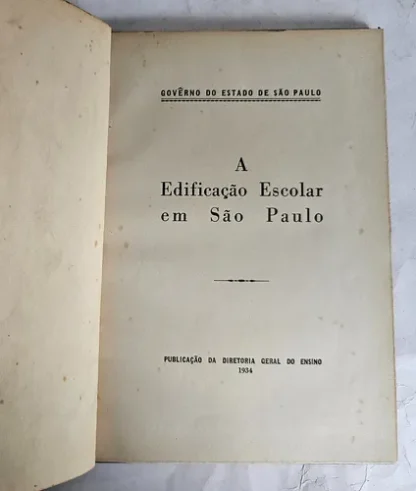 GOVÊRNO DO ESTADO DE SÃO PAULO
A
Edificação Escolar
em São Paulo
PUBLICAÇÃO DA DIRETORIA GERAL DO ENSINO
1934